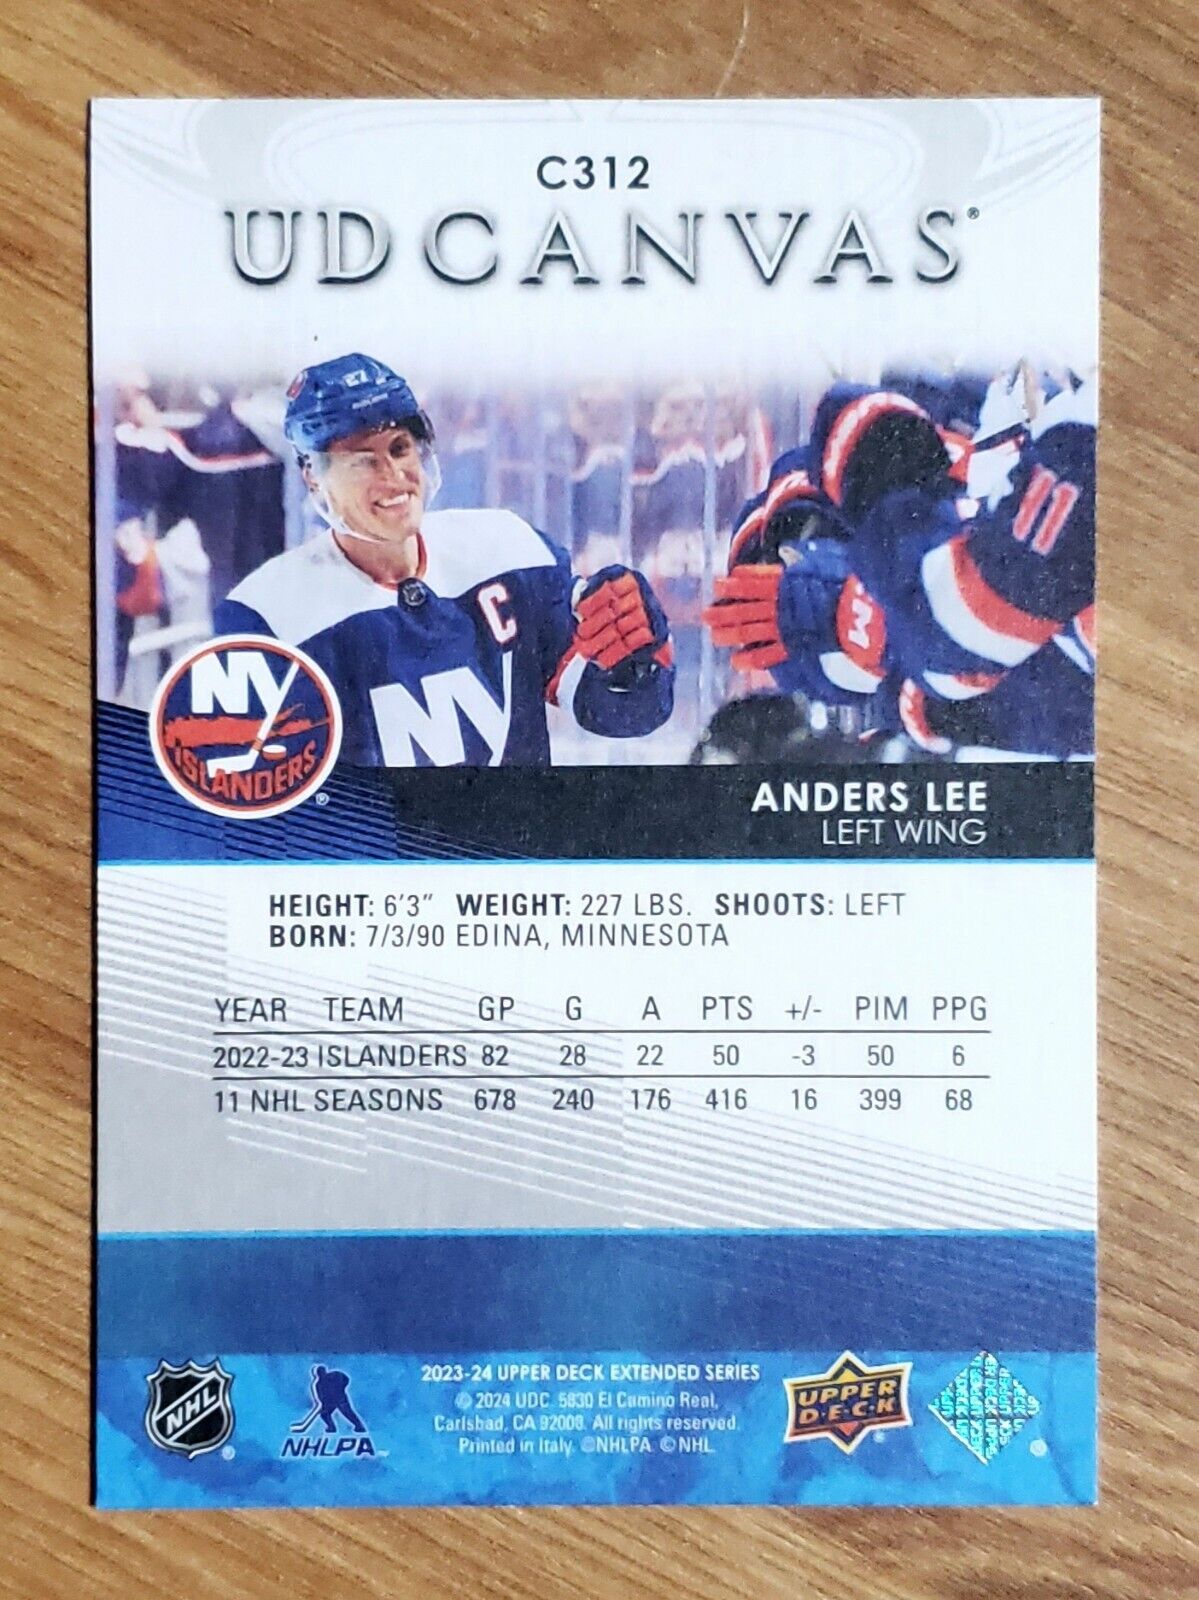 C312
UD CANVAS®
27
C
11
NY
NY
ISLANDERS
®
ANDERS LEE
LEFT WING
HEIGHT: 6'3" WEIGHT: 227 LBS. SHOOTS: LEFT
BORN: 7/3/90 EDINA, MINNESOTA
YEAR TEAM GP G A PTS +/- PIM PPG
2022-23 ISLANDERS 82 28 22 50 -3 50 6
11 NHL SEASONS 678 240 176 416 16 399 68
2023-24 UPPER DECK EXTENDED SERIES
© 2024 UDC. 5830 El Camino Real,
Carlsbad, CA 92008. All rights reserved.
Printed in Italy. ©NHLPA ©NHL
NHL
®
NHLPA™
UPPER
D·E·C·K
®